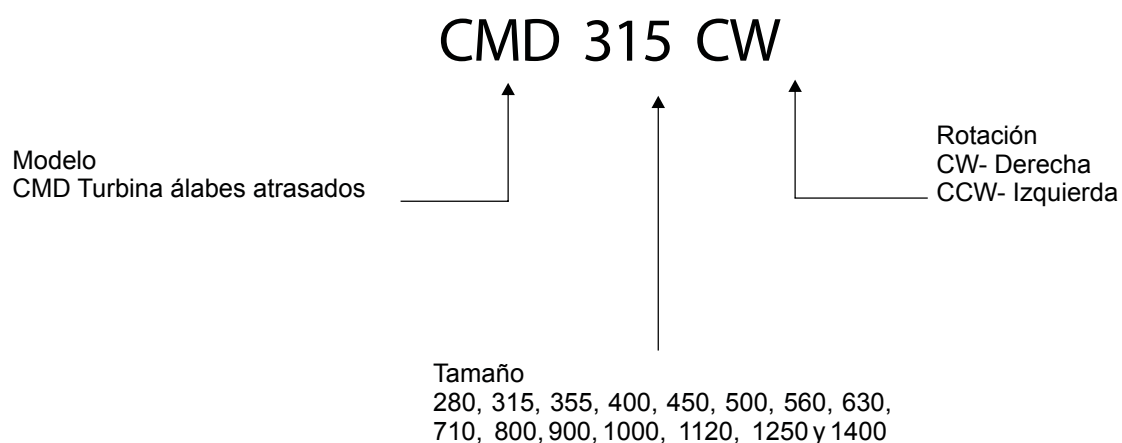 CMD 315 CW
Modelo
CMD Turbina álabes atrasados
Rotación
CW- Derecha
CCW- Izquierda
Tamaño
280, 315, 355, 400, 450, 500, 560, 630,
710, 800, 900, 1000, 1120, 1250 y 1400